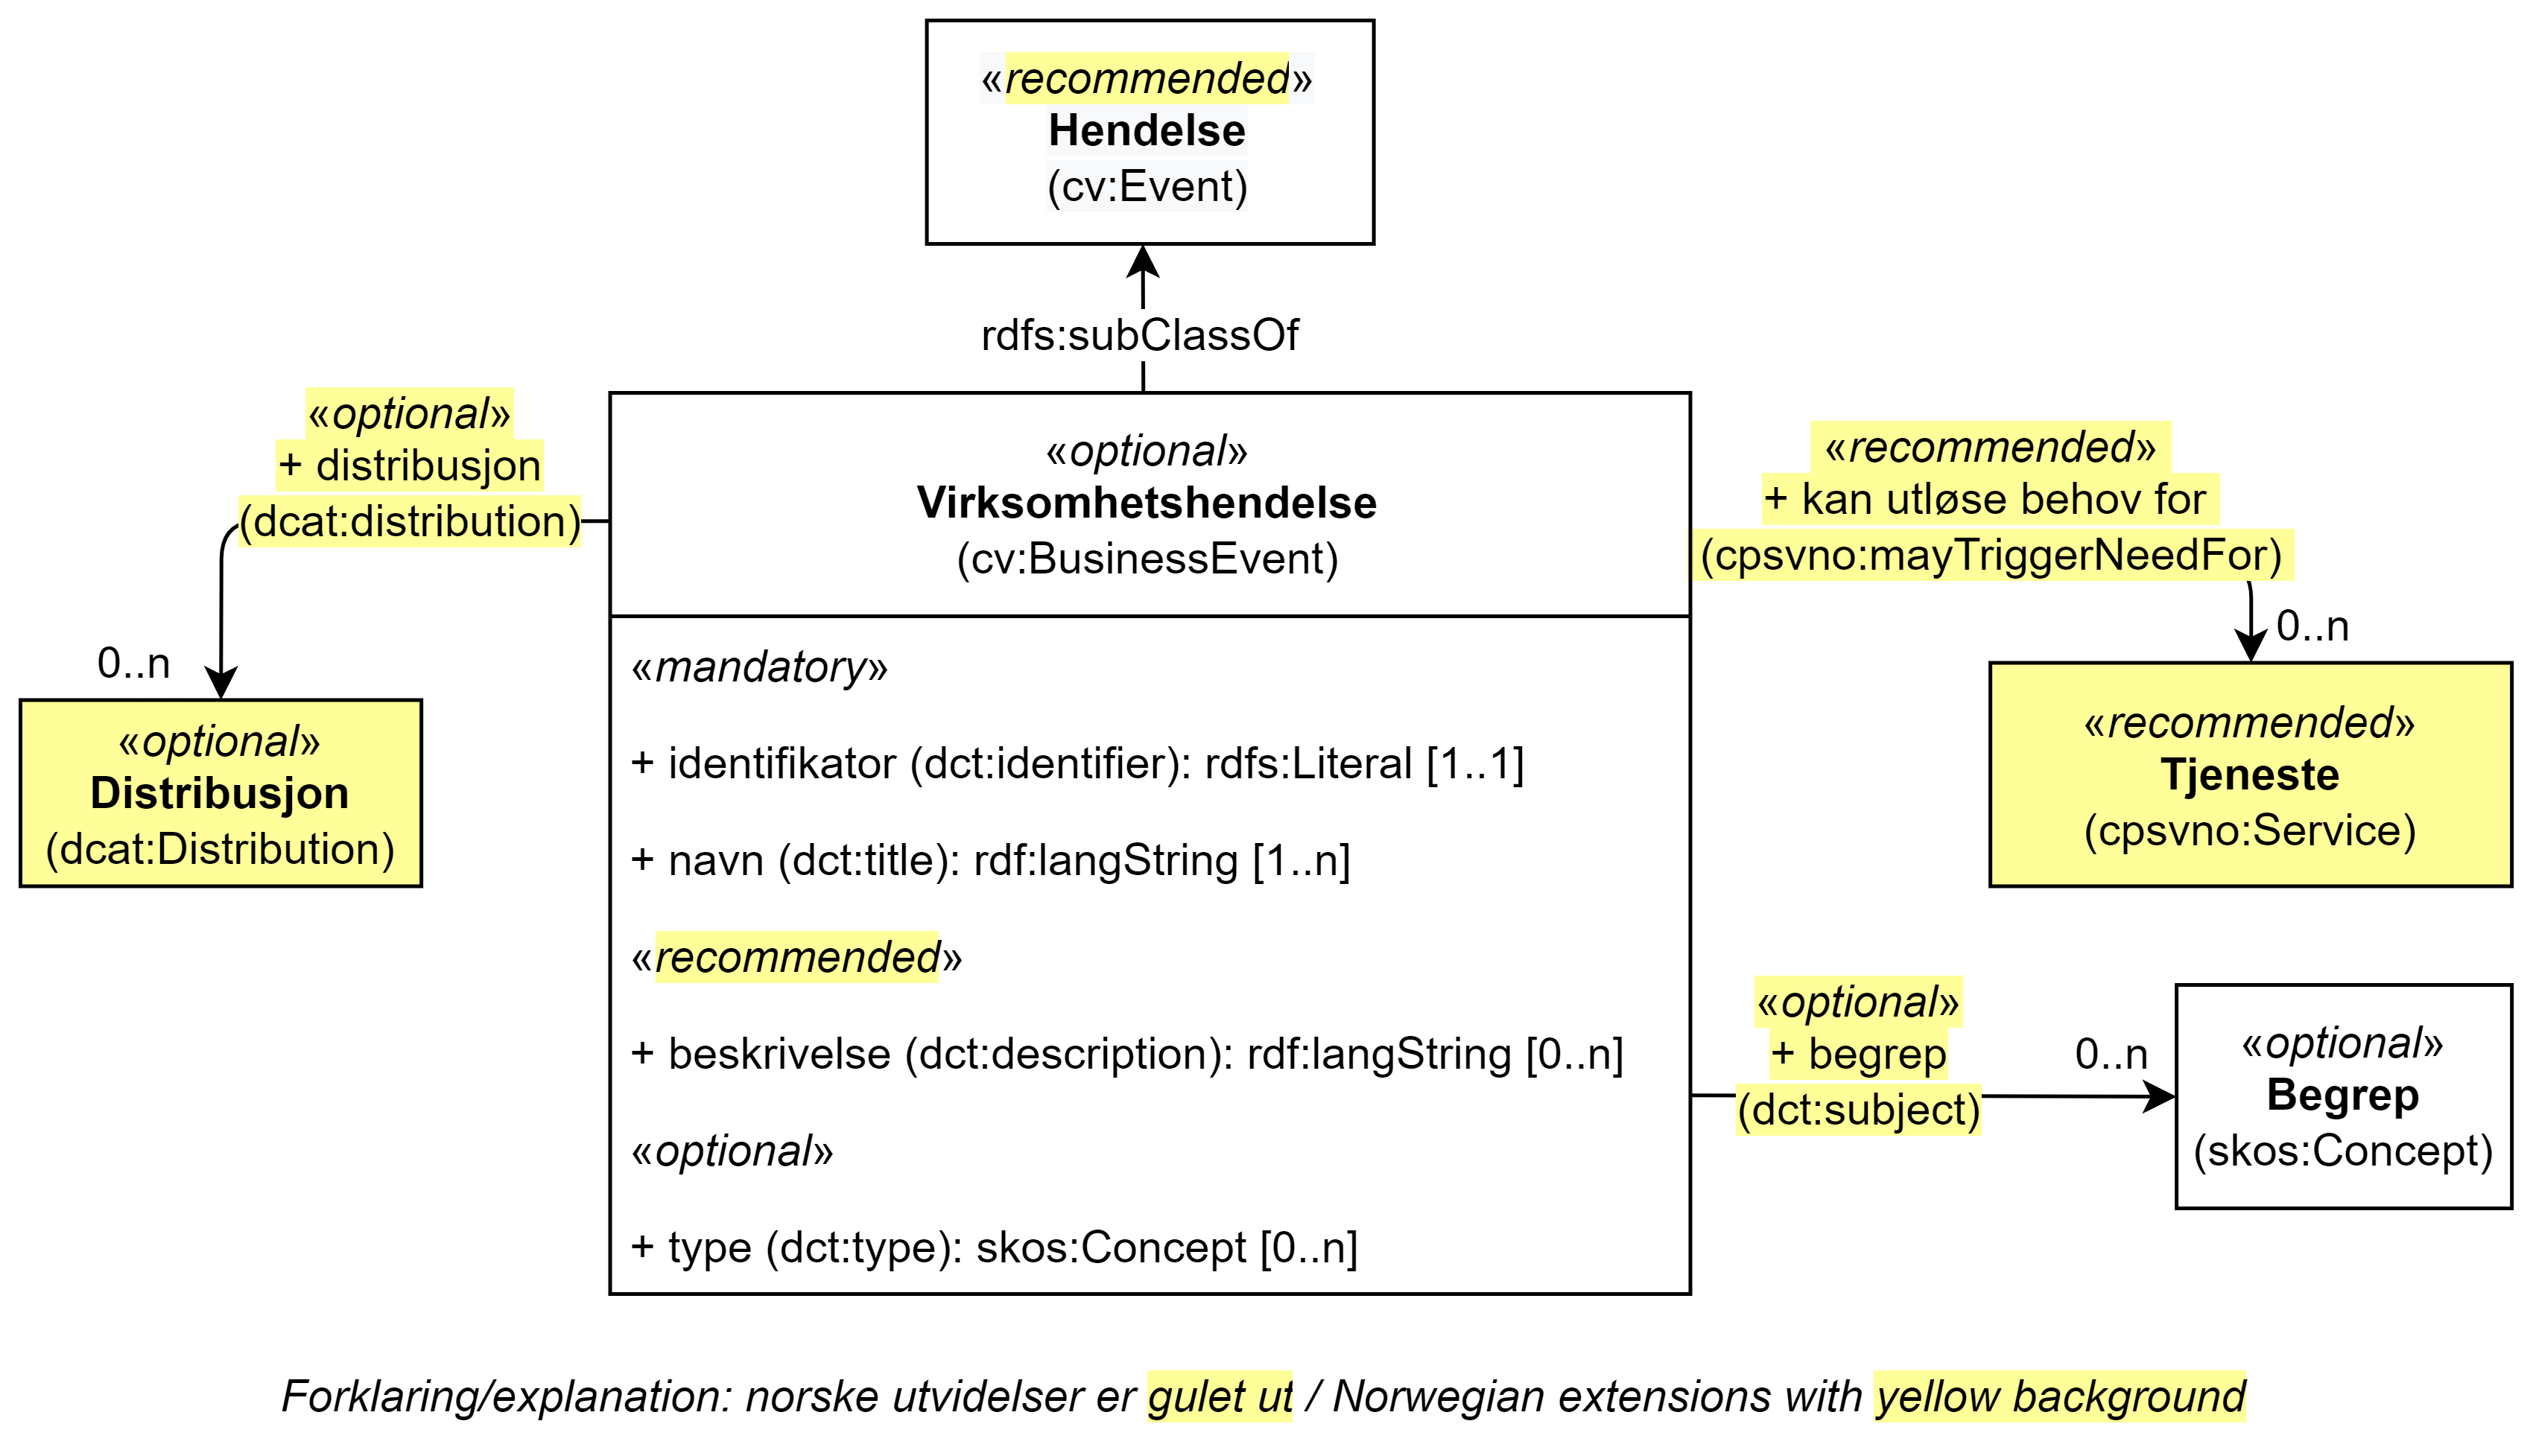 «recommended»
Hendelse
(cv:Event)
rdfs:subClassOf
«optional»
+ distribusjon
(dcat:distribution)
0..n
«optional»
Distribusjon
(dcat:Distribution)
«optional»
Virksomhetshendelse
(cv:BusinessEvent)
«mandatory»
+ identifikator (dct:identifier): rdfs:Literal [1..1]
+ navn (dct:title): rdf:langString [1..n]
«recommended»
+ beskrivelse (dct:description): rdf:langString [0..n]
«optional»
+ type (dct:type): skos:Concept [0..n]
«recommended»
+ kan utløse behov for
(cpsvno:mayTriggerNeedFor)
0..n
«recommended»
Tjeneste
(cpsvno:Service)
«optional»
+ begrep
(dct:subject)
0..n
«optional»
Begrep
(skos:Concept)
Forklaring/explanation: norske utvidelser er gulet ut / Norwegian extensions with yellow background